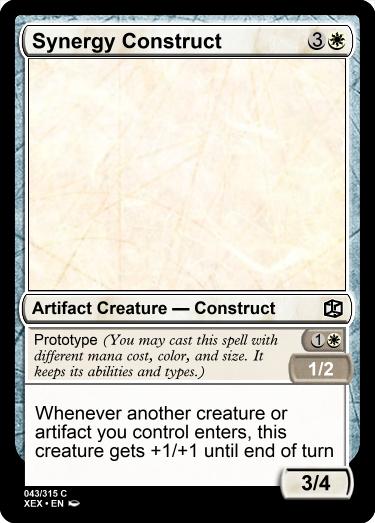 Synergy Construct 3
Artifact Creature — Construct
Prototype (You may cast this spell with 1
different mana cost, color, and size. It
keeps its abilities and types.) 1/2
Whenever another creature or
artifact you control enters, this
creature gets +1/+1 until end of turn
3/4
043/315 C
XEX • EN